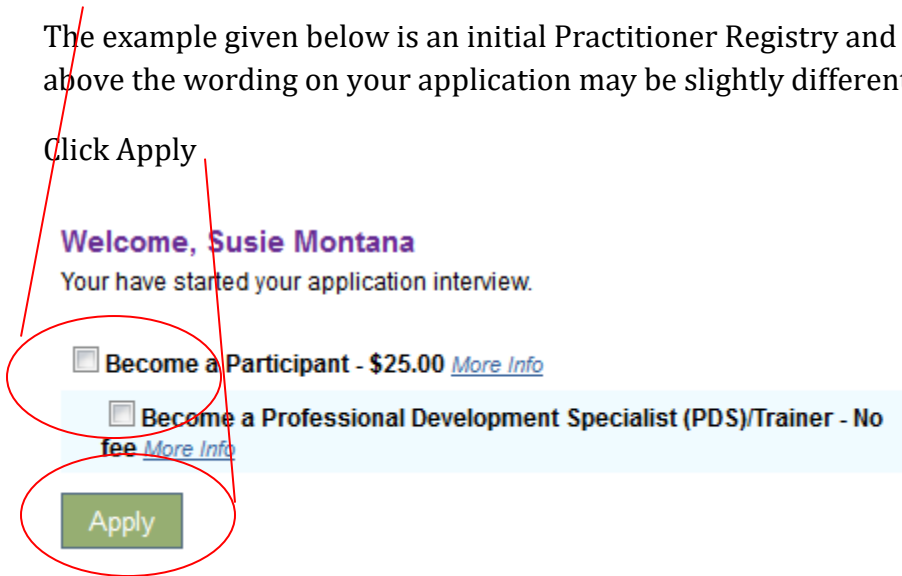 The example given below is an initial Practitioner Registry and
above the wording on your application may be slightly different
Click Apply
Welcome, Susie Montana
Your have started your application interview.
Become a Participant - $25.00 More Info
Become a Professional Development Specialist (PDS)/Trainer - No
fee More Info
Apply